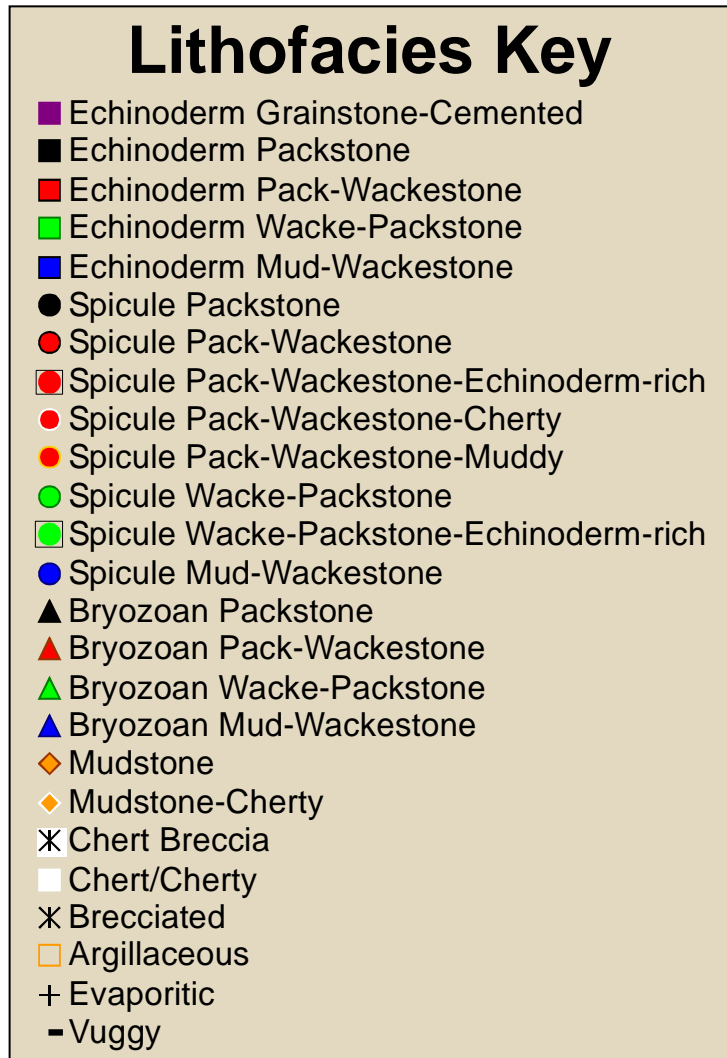 Lithofacies Key
Echinoderm Grainstone-Cemented
Echinoderm Packstone
Echinoderm Pack-Wackestone
Echinoderm Wacke-Packstone
Echinoderm Mud-Wackestone
Spicule Packstone
Spicule Pack-Wackestone
Spicule Pack-Wackestone-Echinoderm-rich
Spicule Pack-Wackestone-Cherty
Spicule Pack-Wackestone-Muddy
Spicule Wacke-Packstone
Spicule Wacke-Packstone-Echinoderm-rich
Spicule Mud-Wackestone
Bryozoan Packstone
Bryozoan Pack-Wackestone
Bryozoan Wacke-Packstone
Bryozoan Mud-Wackestone
Mudstone
Mudstone-Cherty
Chert Breccia
Chert/Cherty
Brecciated
Argillaceous
Evaporitic
Vuggy